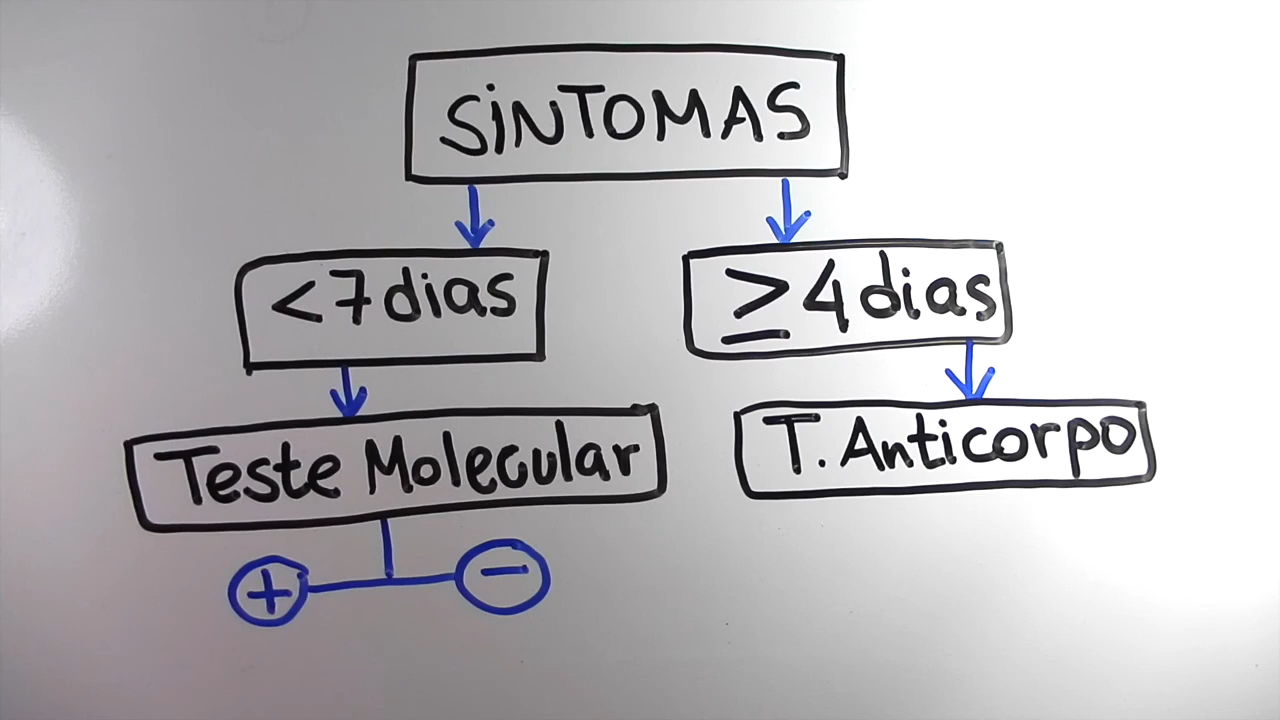 SiNTOMAS
<7dias
≥4dias
Teste Molecular
T. Anticorpo
+
-